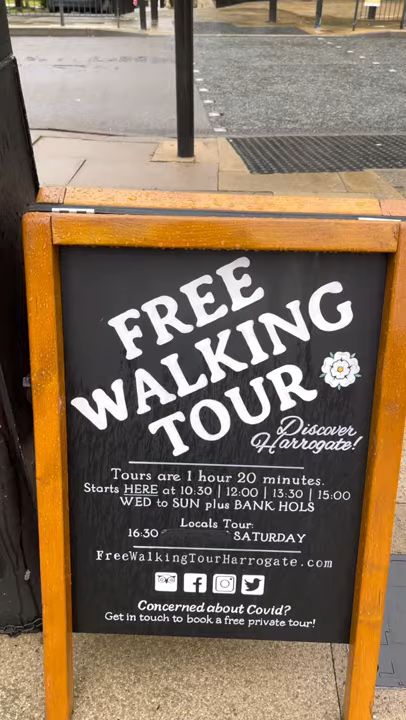 FREE
WALKING
TOUR
Discover
Harrogate!
Tours are 1 hour 20 minutes.
Starts HERE at 10:30 | 12:00 | 13:30 | 15:00
WED to SUN plus BANK HOLS
Locals Tour:
16:30 SATURDAY
FreeWalkingTourHarrogate.com
Concerned about Covid?
Get in touch to book a free private tour!